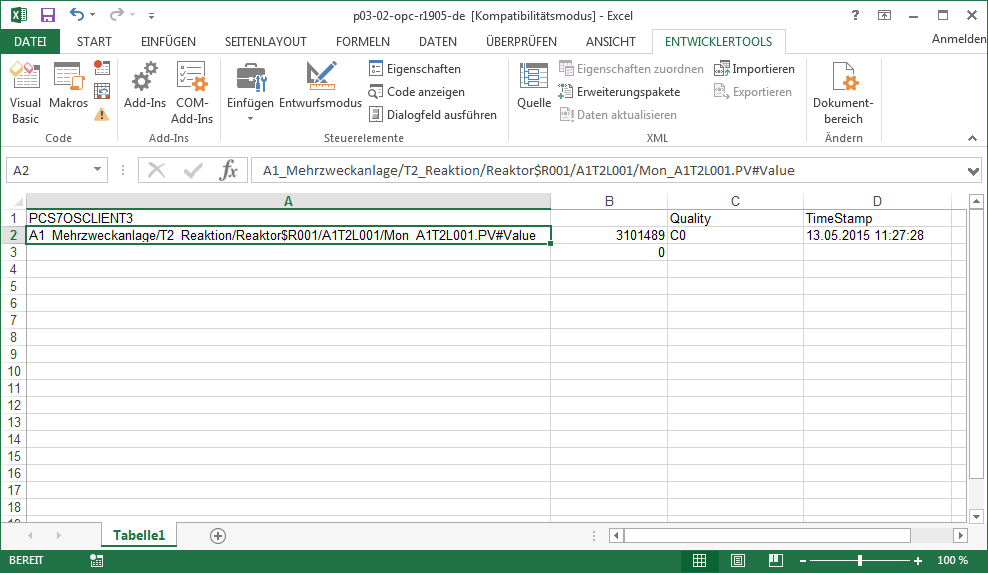 p03-02-opc-r1905-de [Kompatibilitätsmodus] - Excel
?
DATEI START EINFÜGEN SEITENLAYOUT FORMELN DATEN ÜBERPRÜFEN ANSICHT ENTWICKLERTOOLS Anmelden
Visual Basic
Makros
Code
Add-Ins
COM-Add-Ins
Add-Ins
Einfügen
Entwurfsmodus
Eigenschaften
Code anzeigen
Dialogfeld ausführen
Steuerelemente
Quelle
Eigenschaften zuordnen
Erweiterungspakete
Daten aktualisieren
Importieren
Exportieren
XML
Dokument-
bereich
Ändern
A2 fx A1_Mehrzweckanlage/T2_Reaktion/Reaktor$R001/A1T2L001/Mon_A1T2L001.PV#Value
A B C D
1 PCS7OSCLIENT3 Quality TimeStamp
2 A1_Mehrzweckanlage/T2_Reaktion/Reaktor$R001/A1T2L001/Mon_A1T2L001.PV#Value 3101489 C0 13.05.2015 11:27:28
3 0
4
5
6
7
8
9
10
11
12
13
14
15
16
17
18
19
Tabelle1
BEREIT 100 %